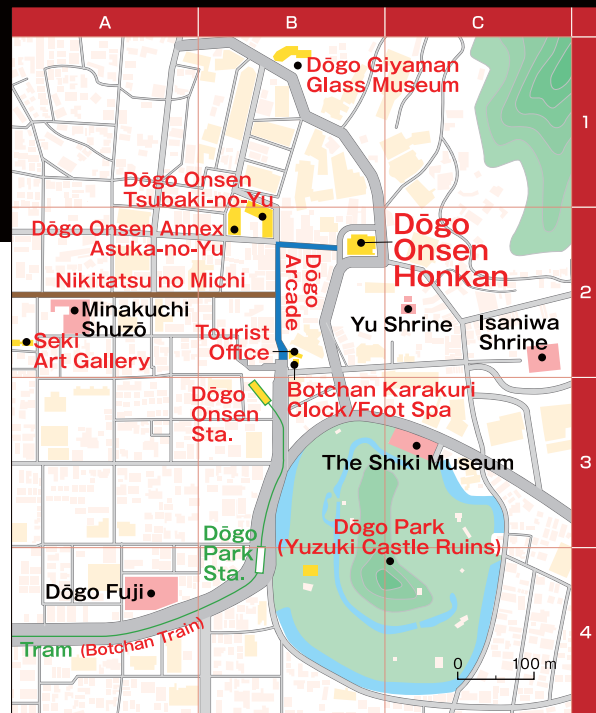 A B C
Dōgo Giyaman
Glass Museum
1
Dōgo Onsen
Tsubaki-no-Yu
Dōgo Onsen Annex
Asuka-no-Yu
Dōgo
Onsen
Honkan
Nikitatsu no Michi
Dōgo
Arcade
2
Minakuchi
Shuzō
Yu Shrine
Isaniwa
Shrine
Seki
Art Gallery
Tourist
Office
Botchan Karakuri
Clock/Foot Spa
Dōgo
Onsen
Sta.
3
The Shiki Museum
Dōgo Park
(Yuzuki Castle Ruins)
Dōgo
Park
Sta.
Dōgo Fuji
4
Tram (Botchan Train)
0 100 m